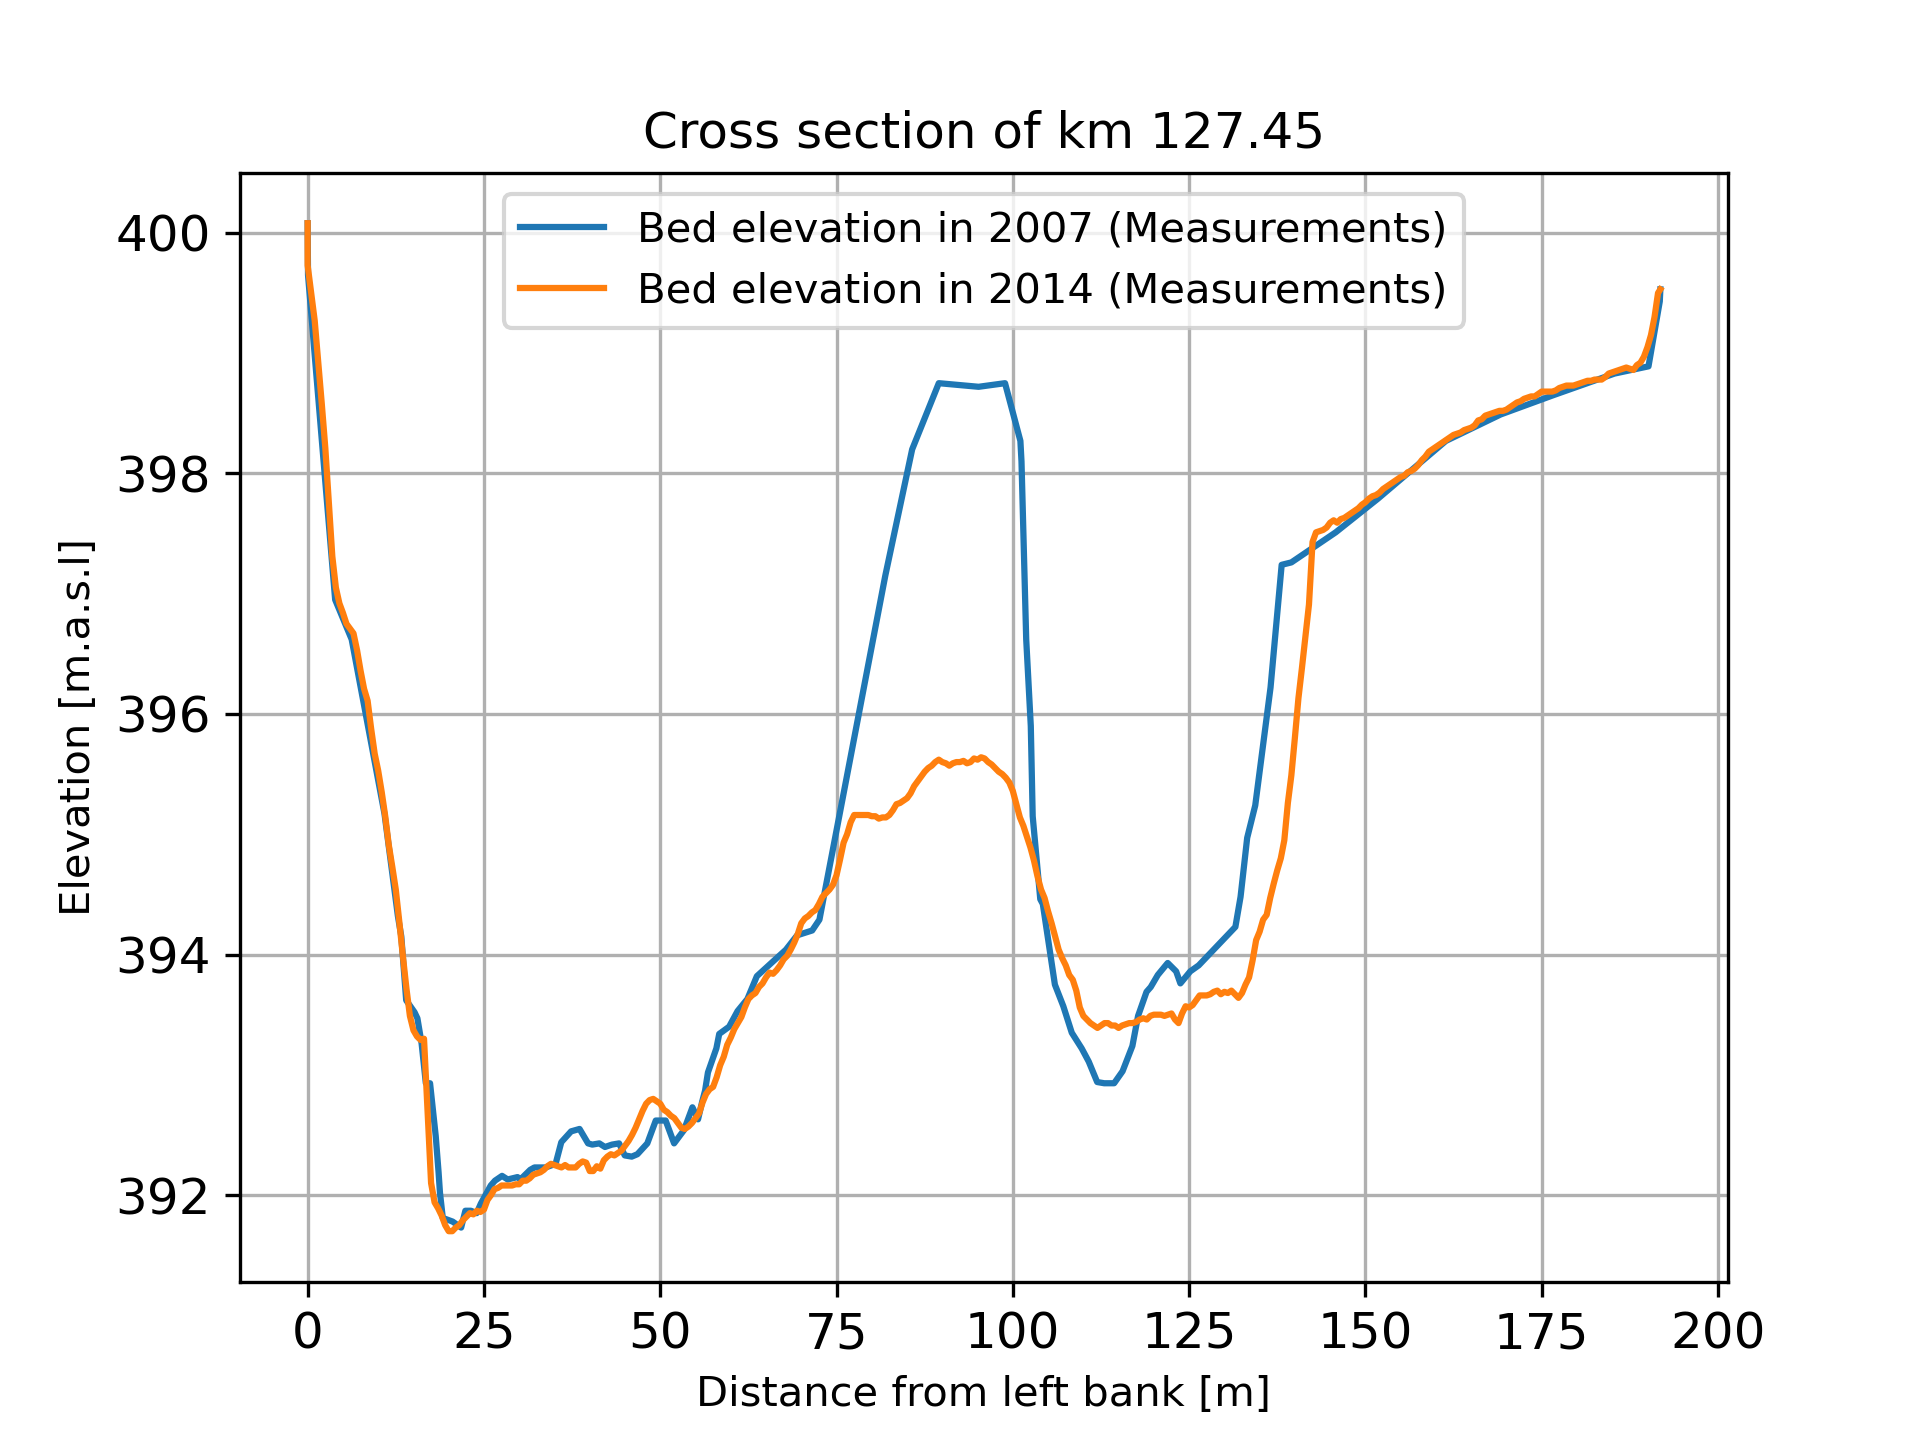 Cross section of km 127.45
Bed elevation in 2007 (Measurements)
Bed elevation in 2014 (Measurements)
Elevation [m.a.s.l]
400
398
396
394
392
0 25 50 75 100 125 150 175 200
Distance from left bank [m]